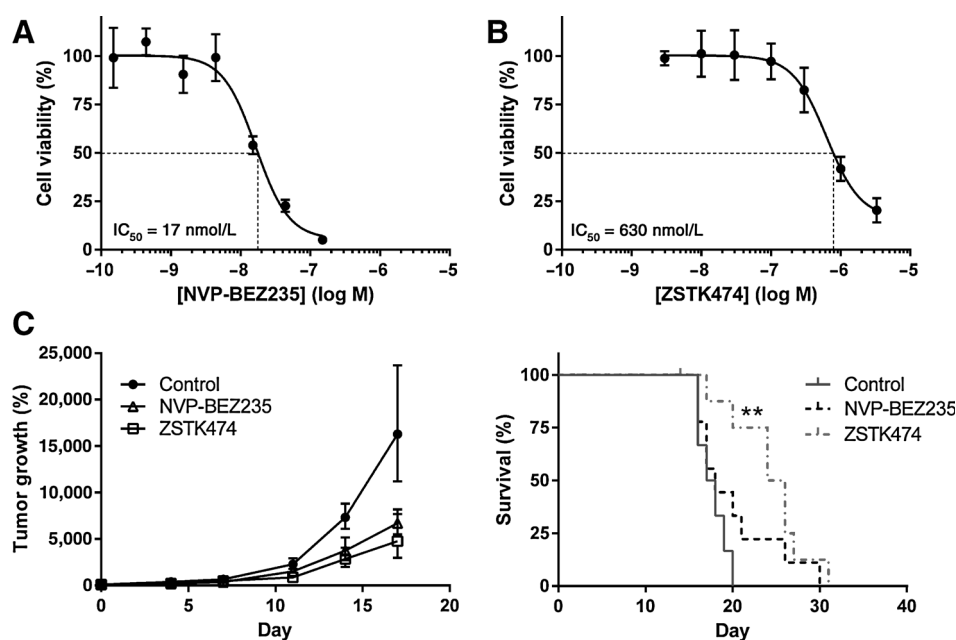 A
Cell viability (%)
100
75
50
25
0
IC50 = 17 nmol/L
−10 −9 −8 −7 −6 −5
[NVP-BEZ235] (log M)
B
Cell viability (%)
100
75
50
25
0
IC50 = 630 nmol/L
−10 −9 −8 −7 −6 −5
[ZSTK474] (log M)
C
Tumor growth (%)
25,000
20,000
15,000
10,000
5,000
0
Control
NVP-BEZ235
ZSTK474
0 5 10 15 20
Day
Survival (%)
100
75
50
25
0
**
Control
NVP-BEZ235
ZSTK474
0 10 20 30 40
Day